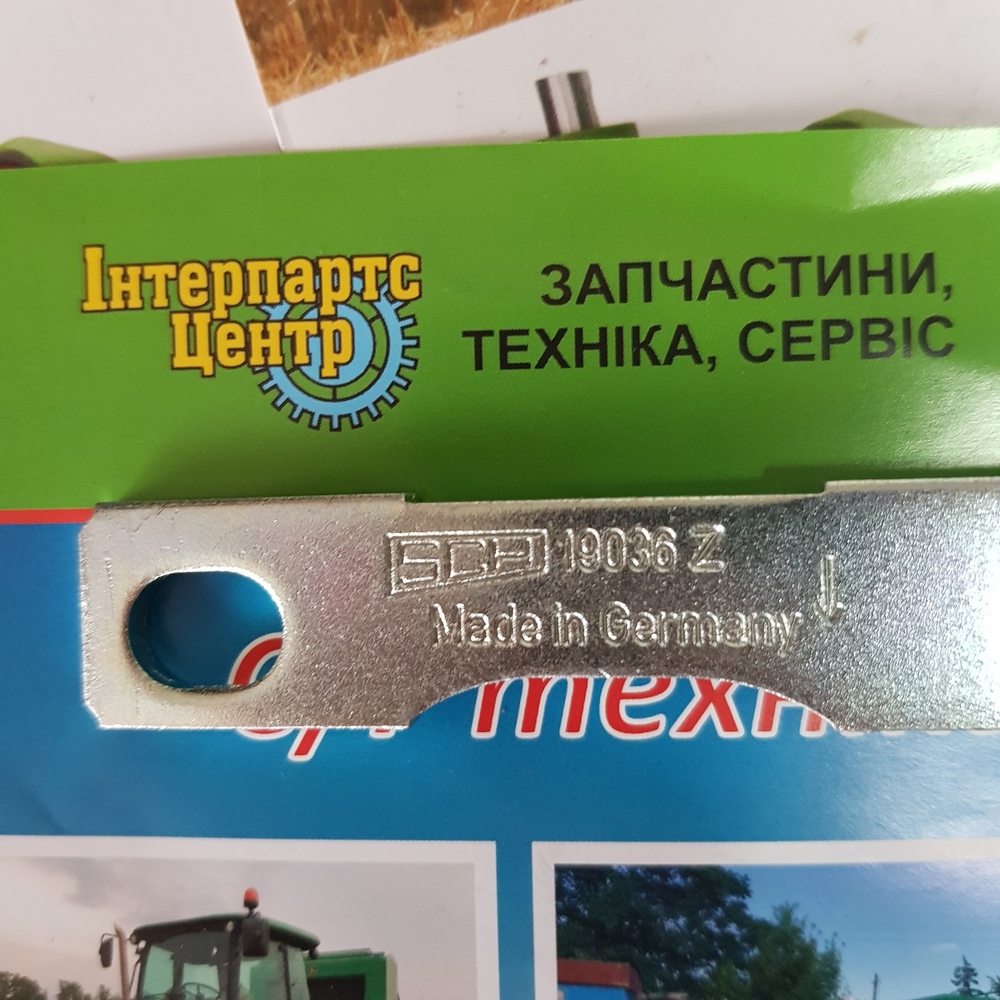 Інтерпартс
Центр
ЗАПЧАСТИНИ,
ТЕХНІКА, СЕРВІС
SCH 19036 Z
Made in Germany